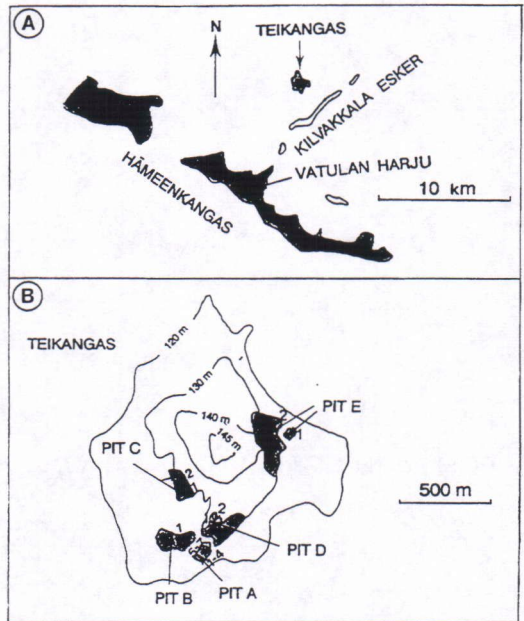 A
N
TEIKANGAS
KILVAKKALA ESKER
VATULAN HARJU
HÄMEENKANGAS
10 km
B
TEIKANGAS
120 m
130 m
140 m
145 m
2
PIT E
1
PIT C
2
2
1
PIT D
1-4
PIT B
PIT A
500 m